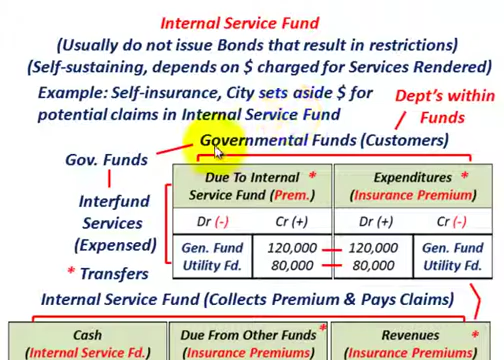 Internal Service Fund
(Usually do not issue Bonds that result in restrictions)
(Self-sustaining, depends on $ charged for Services Rendered)
Example: Self-insurance, City sets aside $ for
potential claims in Internal Service Fund
Dept's within
Funds
Governmental Funds (Customers)
Gov. Funds
Interfund
Services
(Expensed)
* Transfers
Due To Internal *
Service Fund (Prem.)
Expenditures *
(Insurance Premium)
Dr (-) Cr (+) Dr (+) Cr (-)
Gen. Fund 120,000 120,000 Gen. Fund
Utility Fd. 80,000 80,000 Utility Fd.
Internal Service Fund (Collects Premium & Pays Claims)
Cash
(Internal Service Fd.)
Due From Other Funds *
(Insurance Premiums)
Revenues *
(Insurance Premiums)